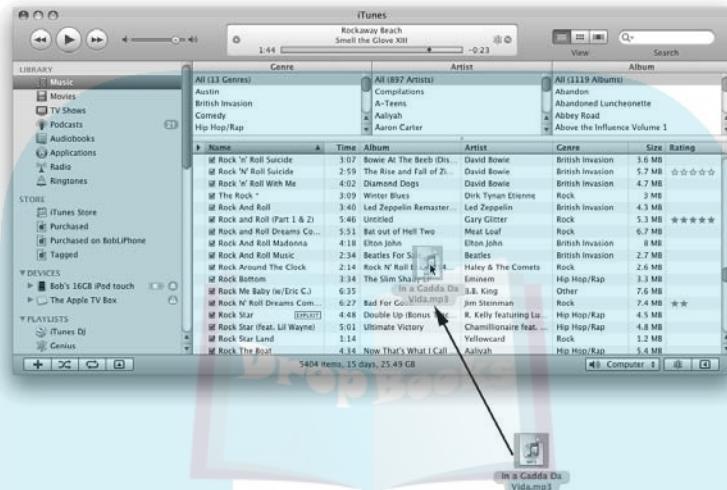 iTunes
Rockaway Beach
Smell the Glove XIII
1:44 -0:23
View Search
LIBRARY
Music
Movies
TV Shows
Podcasts 21
Audiobooks
Applications
Radio
Ringtones
STORE
iTunes Store
Purchased
Purchased on BobLiPhone
Tagged
DEVICES
Bob's 16GB iPod touch
The Apple TV Box
PLAYLISTS
iTunes DJ
Genius
Genre Artist Album
All (13 Genres) All (897 Artists) All (1119 Albums)
Austin Compilations Abandon
British Invasion A-Teens Abandoned Luncheonette
Comedy Aaliyah Abbey Road
Hip Hop/Rap Aaron Carter Above the Influence Volume 1
Name Time Album Artist Genre Size Rating
Rock 'n' Roll Suicide 3:07 Bowie At The Beeb (Dis... David Bowie British Invasion 3.6 MB
Rock 'N' Roll Suicide 2:59 The Rise and Fall of Zi... David Bowie British Invasion 5.7 MB
Rock 'n' Roll With Me 4:02 Diamond Dogs David Bowie British Invasion 4.7 MB
The Rock * 3:09 Winter Blues Dirk Tynan Etienne Rock 3 MB
Rock And Roll 3:40 Led Zeppelin Remaster... Led Zeppelin British Invasion 4.3 MB
Rock and Roll (Part 1 & 2) 5:46 Untitled Gary Glitter Rock 5.3 MB ★★★★★
Rock and Roll Dreams Co... 5:51 Bat out of Hell Two Meat Loaf Rock 6.7 MB
Rock And Roll Madonna 4:18 Elton John Elton John British Invasion 8 MB
Rock and Roll Music 2:34 Beatles For Beatles British Invasion 2.7 MB
Rock Around The Clock 2:14 Rock N' Roll Haley & The Comets Rock 2.6 MB
Rock Bottom 3:34 The Slim Shady Eminem Hip Hop/Rap 3.3 MB
Rock Me Baby (w/Eric C.) 6:35 B.B. King Other 7.6 MB
Rock N' Roll Dreams Com... 6:27 Bad For Jim Steinman Rock 7.4 MB ★★
Rock Star EXPLICIT 4:48 Double Up (Bonus R. Kelly featuring Lu... Hip Hop/Rap 4.5 MB
Rock Star (feat. Lil Wayne) 5:01 Ultimate Victory Chamillionaire feat. ... Hip Hop/Rap 4.8 MB
Rock Star Land 1:14 Yellowcard Rock 1.2 MB
Rock The Boat 4:34 Now That's What I Call Aaliyah Hip Hop/Rap 5.4 MB
In a Gadda Da
Vida.mp3
5404 items, 15 days, 25.49 GB
Computer
DropBooks
In a Gadda Da
Vida.mp3